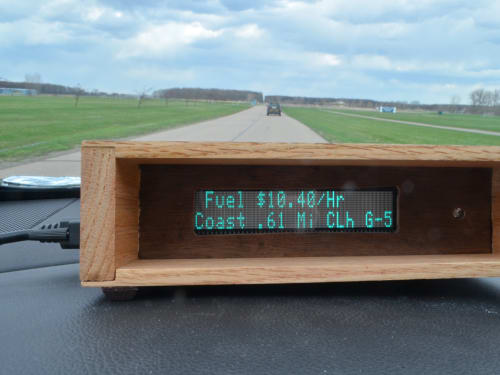 Fuel $10.40/Hr
Coast .61 Mi CLh G-5